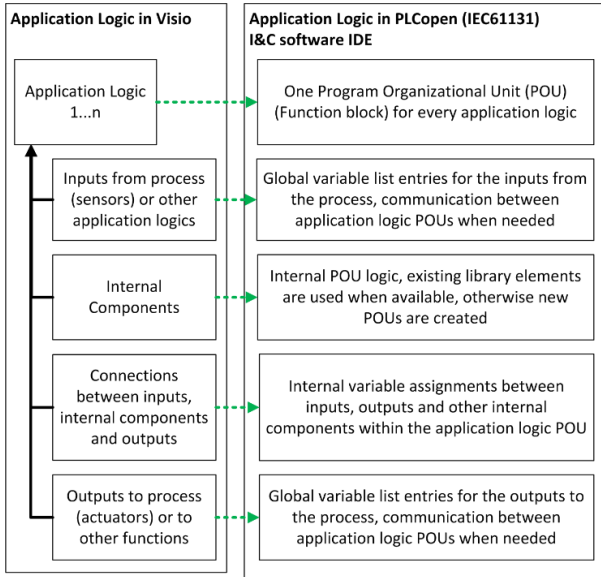 Application Logic in Visio
Application Logic in PLCopen (IEC61131)
I&C software IDE
Application Logic
1...n
One Program Organizational Unit (POU)
(Function block) for every application logic
Inputs from process
(sensors) or other
application logics
Global variable list entries for the inputs from
the process, communication between
application logic POUs when needed
Internal
Components
Internal POU logic, existing library elements
are used when available, otherwise new
POUs are created
Connections
between inputs,
internal components
and outputs
Internal variable assignments between
inputs, outputs and other internal
components within the application logic POU
Outputs to process
(actuators) or to
other functions
Global variable list entries for the outputs to
the process, communication between
application logic POUs when needed